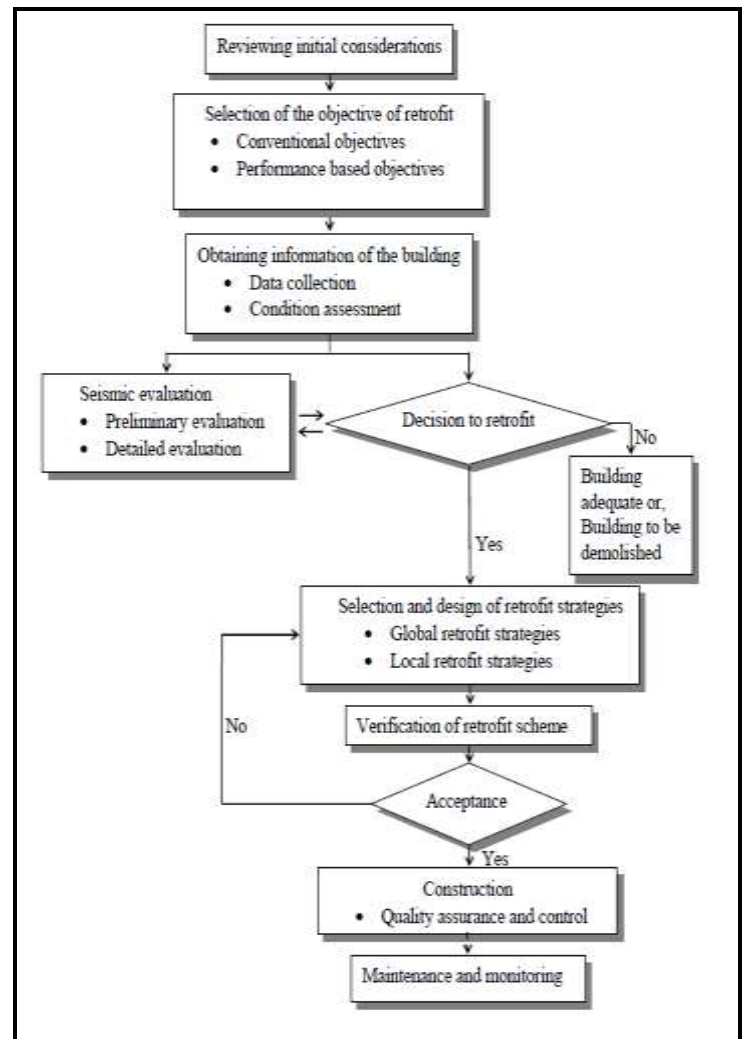 Reviewing initial considerations
Selection of the objective of retrofit
• Conventional objectives
• Performance based objectives
Obtaining information of the building
• Data collection
• Condition assessment
Seismic evaluation
• Preliminary evaluation
• Detailed evaluation
Decision to retrofit
No
Building
adequate or,
Building to be
demolished
Yes
Selection and design of retrofit strategies
• Global retrofit strategies
• Local retrofit strategies
No
Verification of retrofit scheme
Acceptance
Yes
Construction
• Quality assurance and control
Maintenance and monitoring